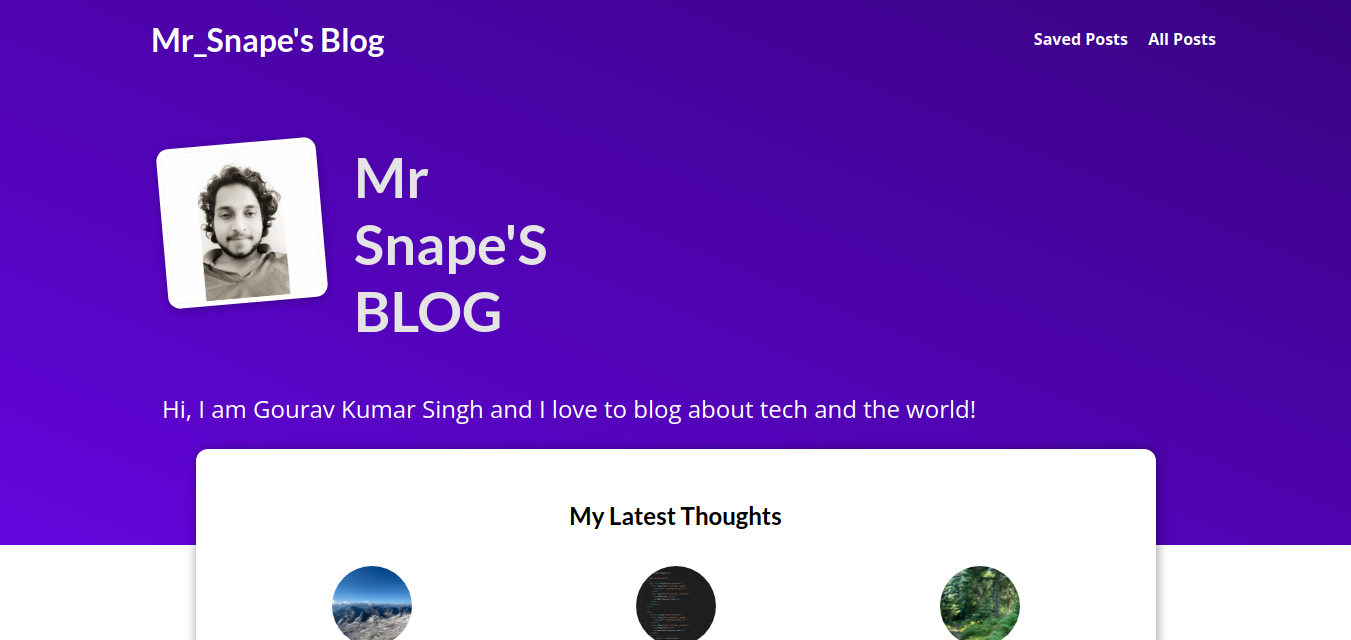 Mr_Snape's Blog
Saved Posts All Posts
Mr
Snape'S
BLOG
Hi, I am Gourav Kumar Singh and I love to blog about tech and the world!
My Latest Thoughts